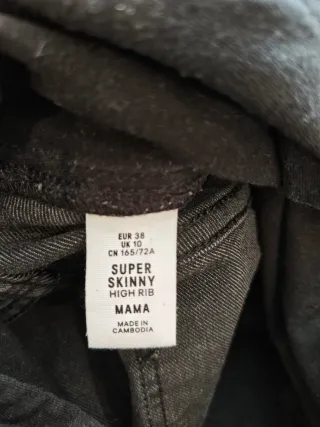 EUR 38
UK 10
CN 165/72A
SUPER
SKINNY
HIGH RIB
MAMA
MADE IN
CAMBODIA